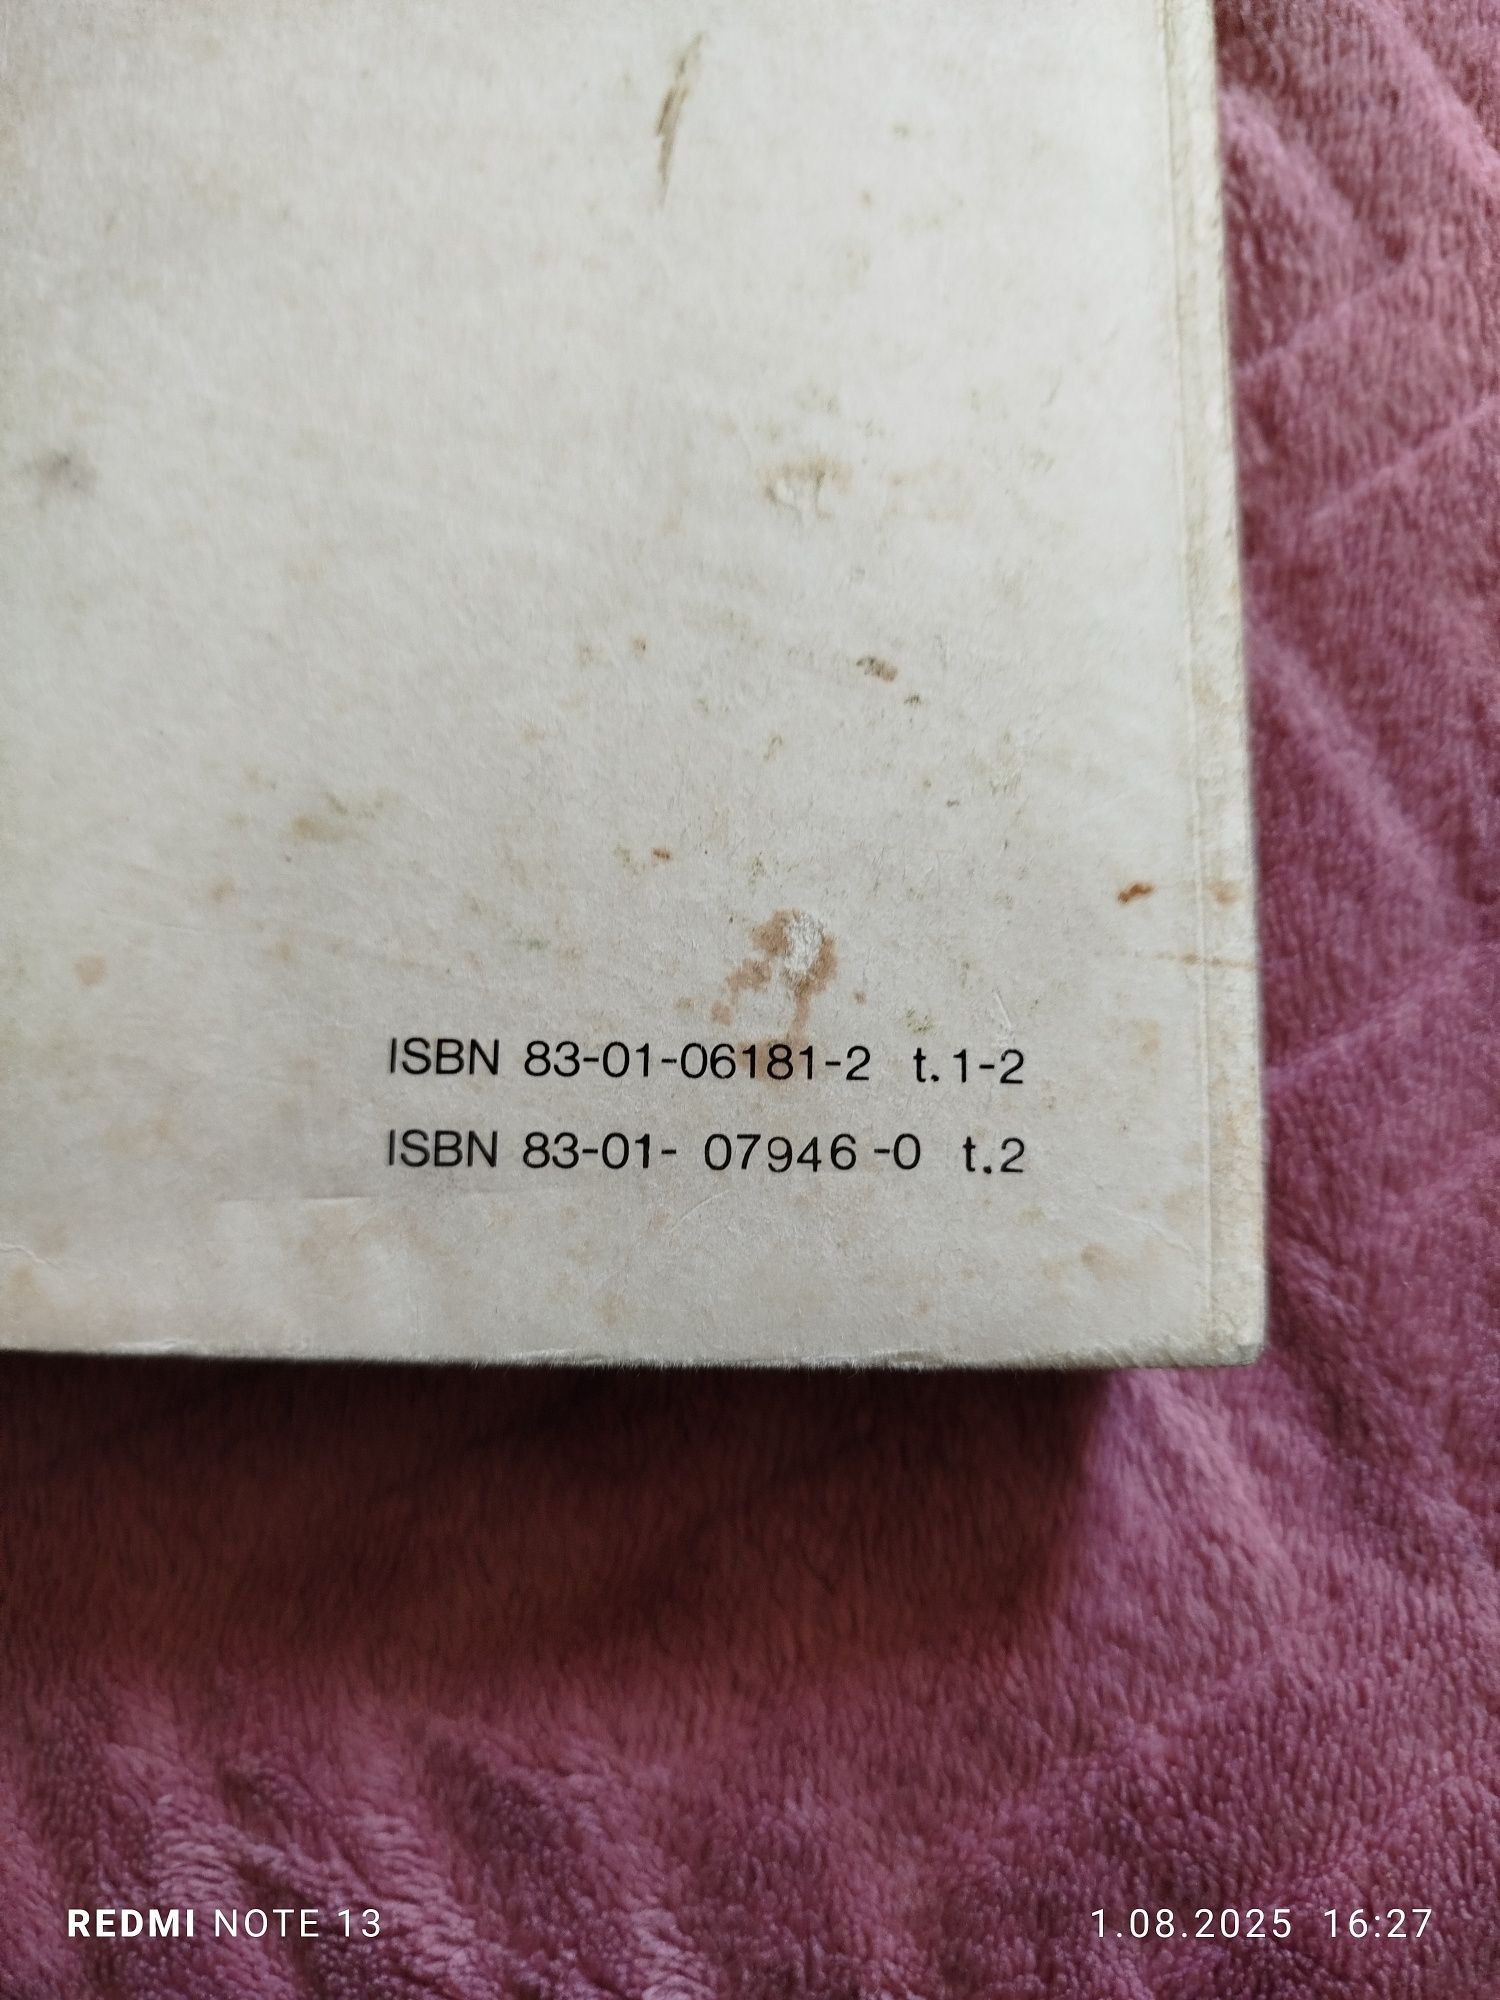 ISBN 83-01-06181-2 t.1-2
ISBN 83-01- 07946 -0 t.2
REDMI NOTE 13
1.08.2025 16:27